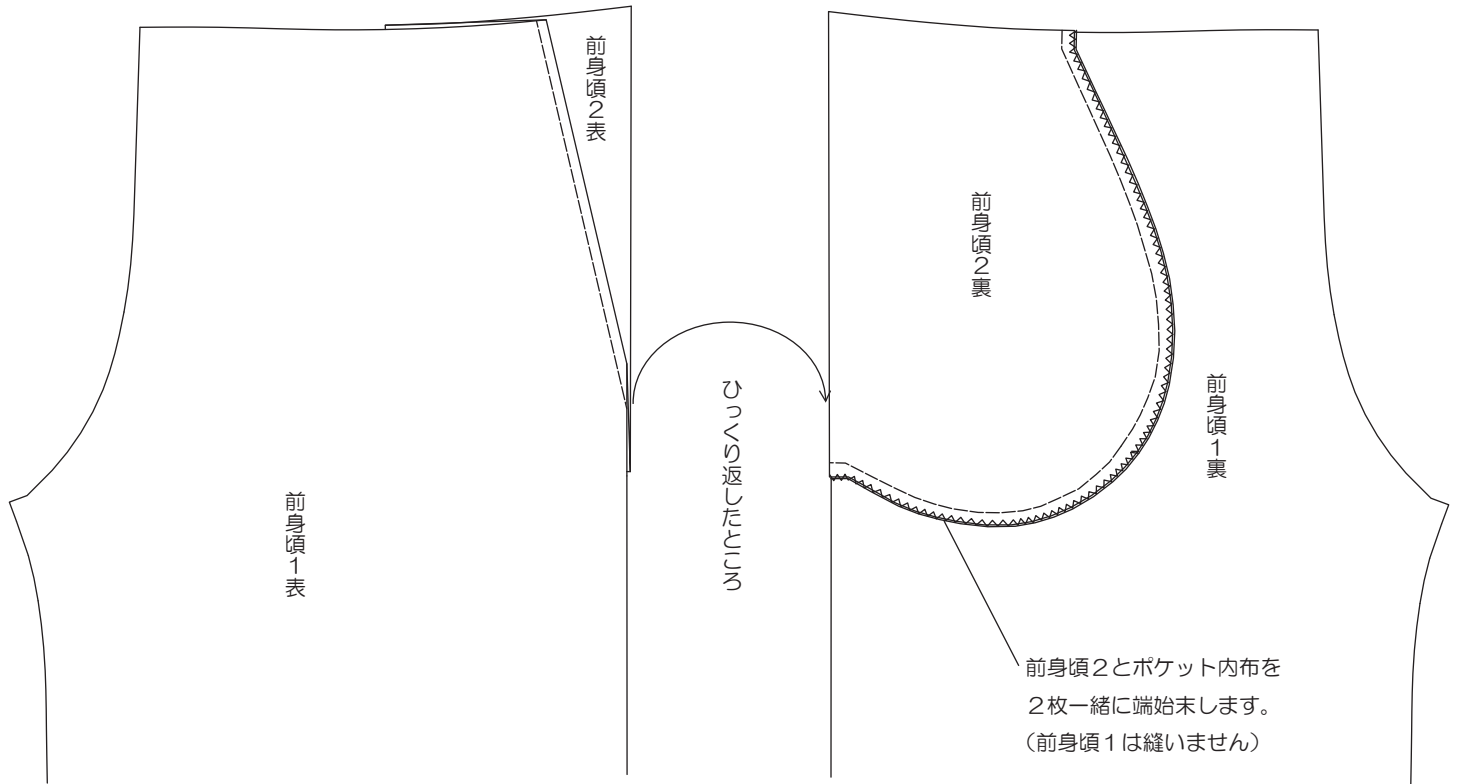 前身頃2表
前身頃2裏
前身頃1裏
ひっくり返したところ
前身頃1表
前身頃2とポケット内布を
2枚一緒に端始末します。
(前身頃1は縫いません)